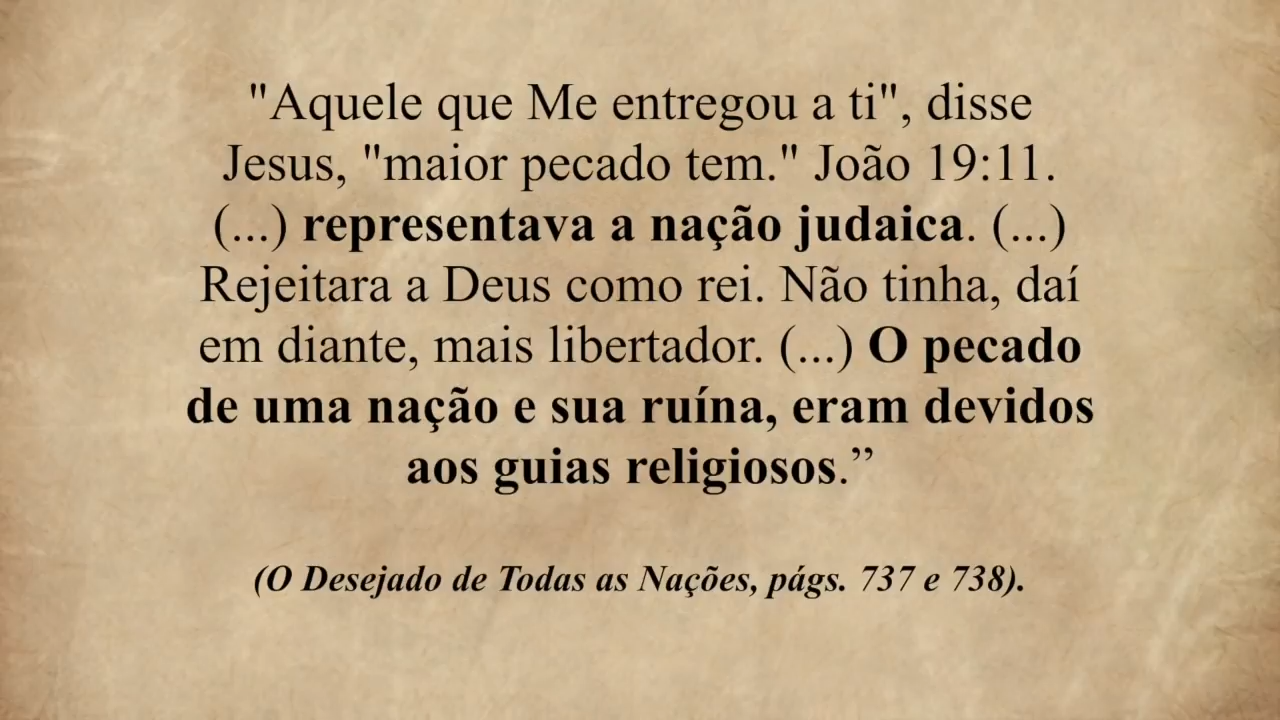 "Aquele que Me entregou a ti", disse
Jesus, "maior pecado tem." João 19:11.
(...) representava a nação judaica. (...)
Rejeitara a Deus como rei. Não tinha, daí
em diante, mais libertador. (...) O pecado
de uma nação e sua ruína, eram devidos
aos guias religiosos.”
(O Desejado de Todas as Nações, págs. 737 e 738).